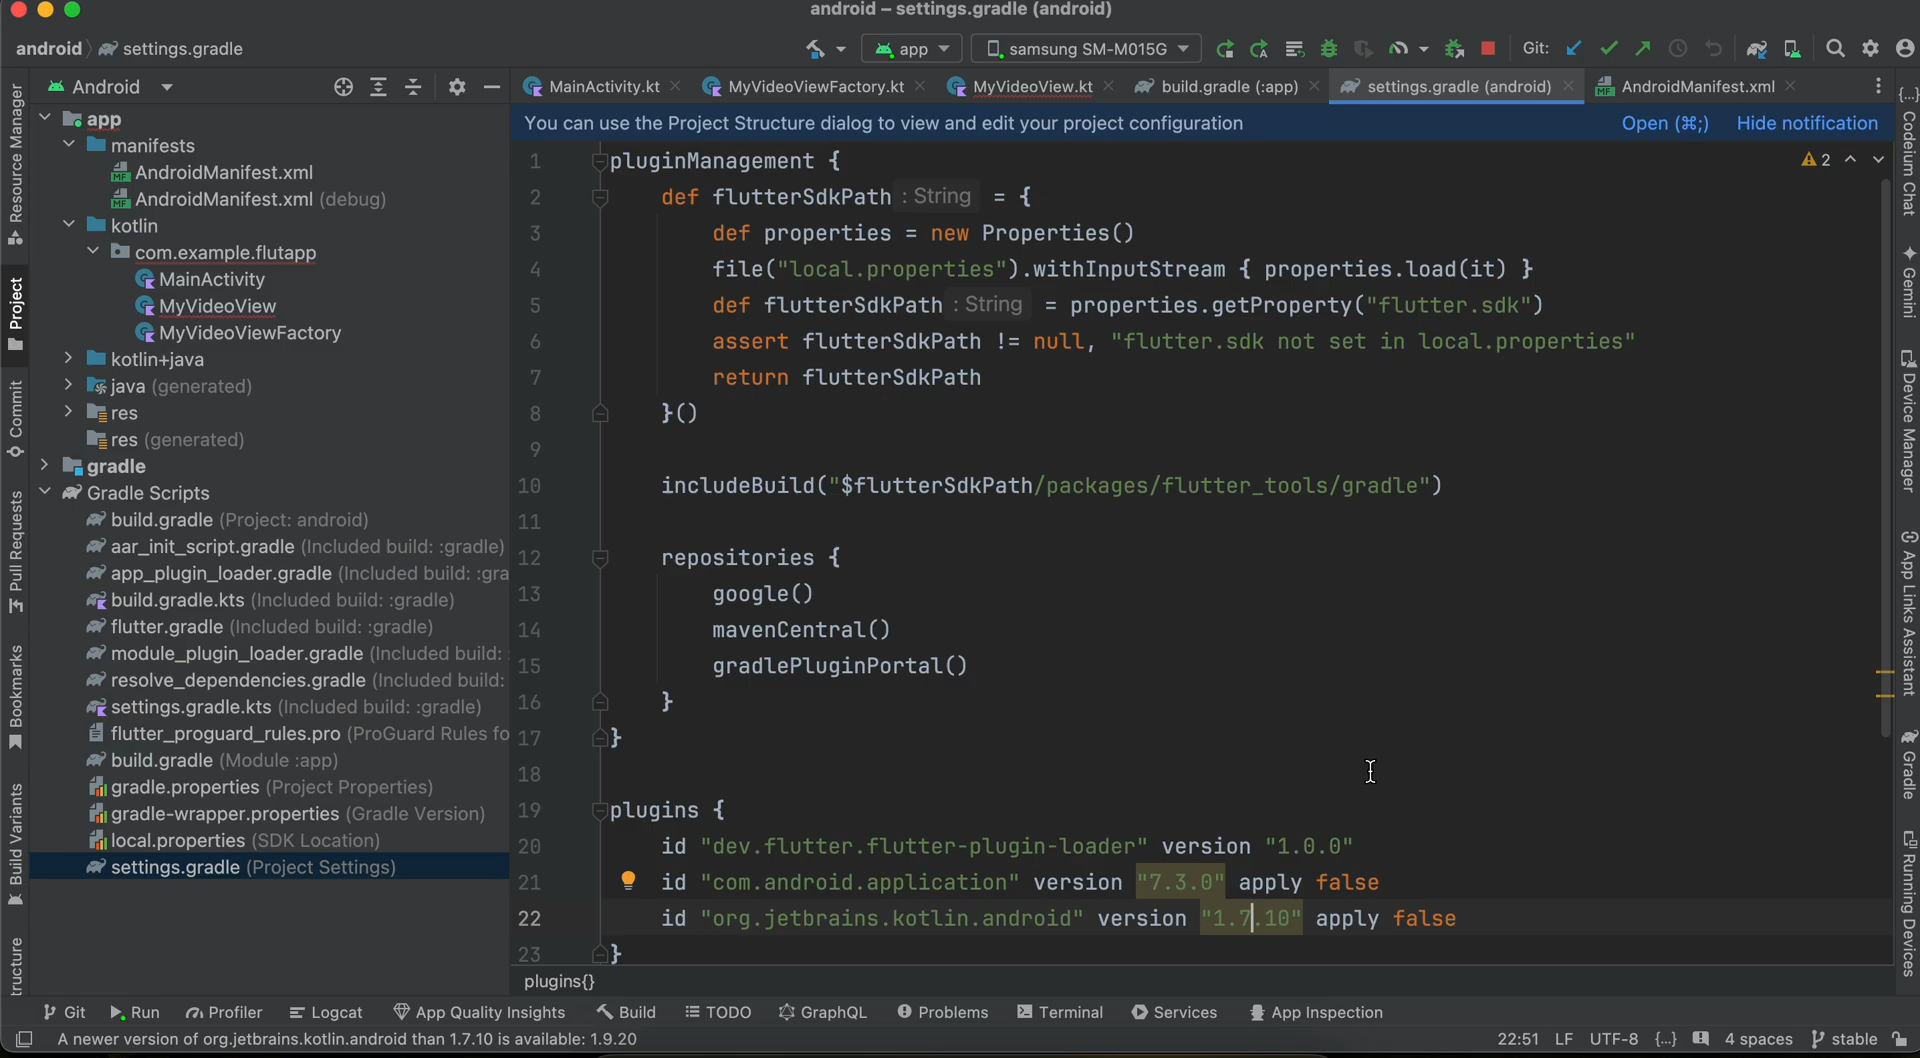 android – settings.gradle (android)
android settings.gradle
app samsung SM-M015G Git:
Android
MainActivity.kt MyVideoViewFactory.kt MyVideoView.kt build.gradle (:app) settings.gradle (android) AndroidManifest.xml
You can use the Project Structure dialog to view and edit your project configuration Open (⌘;) Hide notification
Resource Manager
Project
Commit
Pull Requests
Bookmarks
Build Variants
app
manifests
AndroidManifest.xml
AndroidManifest.xml (debug)
kotlin
com.example.flutapp
MainActivity
MyVideoView
MyVideoViewFactory
kotlin+java
java (generated)
res
res (generated)
gradle
Gradle Scripts
build.gradle (Project: android)
aar_init_script.gradle (Included build: :gradle)
app_plugin_loader.gradle (Included build: :gra
build.gradle.kts (Included build: :gradle)
flutter.gradle (Included build: :gradle)
module_plugin_loader.gradle (Included build:
resolve_dependencies.gradle (Included build:
settings.gradle.kts (Included build: :gradle)
flutter_proguard_rules.pro (ProGuard Rules fo
build.gradle (Module :app)
gradle.properties (Project Properties)
gradle-wrapper.properties (Gradle Version)
local.properties (SDK Location)
settings.gradle (Project Settings)
2
1 pluginManagement {
2 def flutterSdkPath : String = {
3 def properties = new Properties()
4 file("local.properties").withInputStream { properties.load(it) }
5 def flutterSdkPath : String = properties.getProperty("flutter.sdk")
6 assert flutterSdkPath != null, "flutter.sdk not set in local.properties"
7 return flutterSdkPath
8 }()
9
10 includeBuild("$flutterSdkPath/packages/flutter_tools/gradle")
11
12 repositories {
13 google()
14 mavenCentral()
15 gradlePluginPortal()
16 }
17 }
18
19 plugins {
20 id "dev.flutter.flutter-plugin-loader" version "1.0.0"
21 id "com.android.application" version "7.3.0" apply false
22 id "org.jetbrains.kotlin.android" version "1.7.10" apply false
23 }
plugins{}
{...}
Codeium Chat
Gemini
Device Manager
App Links Assistant
Gradle
Running Devices
Git Run Profiler Logcat App Quality Insights Build TODO GraphQL Problems Terminal Services App Inspection
A newer version of org.jetbrains.kotlin.android than 1.7.10 is available: 1.9.20 22:51 LF UTF-8 {..} 4 spaces stable